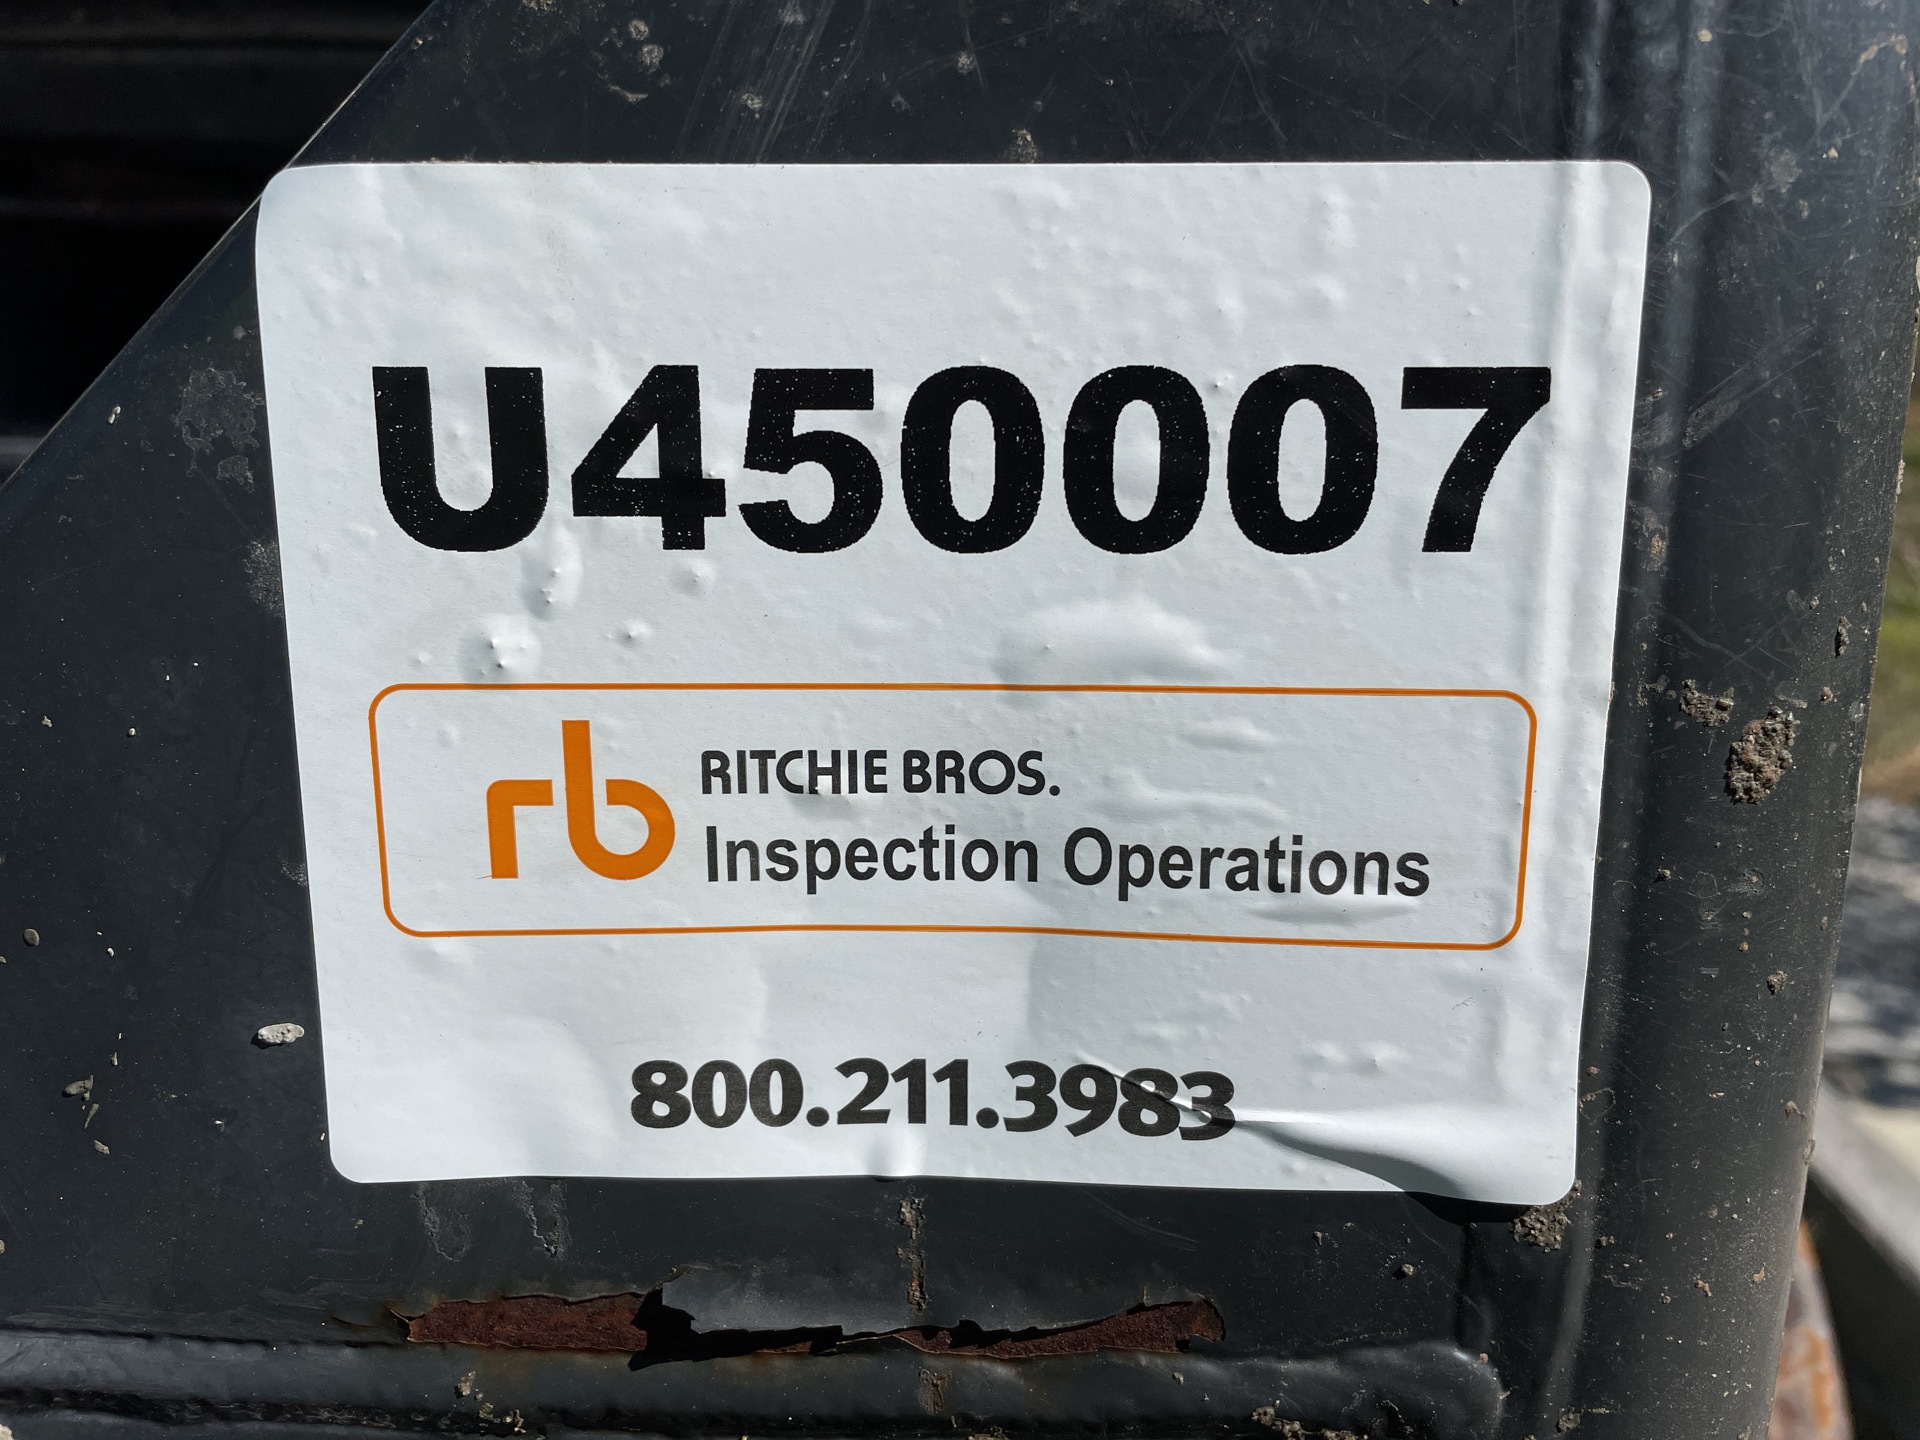 U450007
rb
RITCHIE BROS.
Inspection Operations
800.211.3983